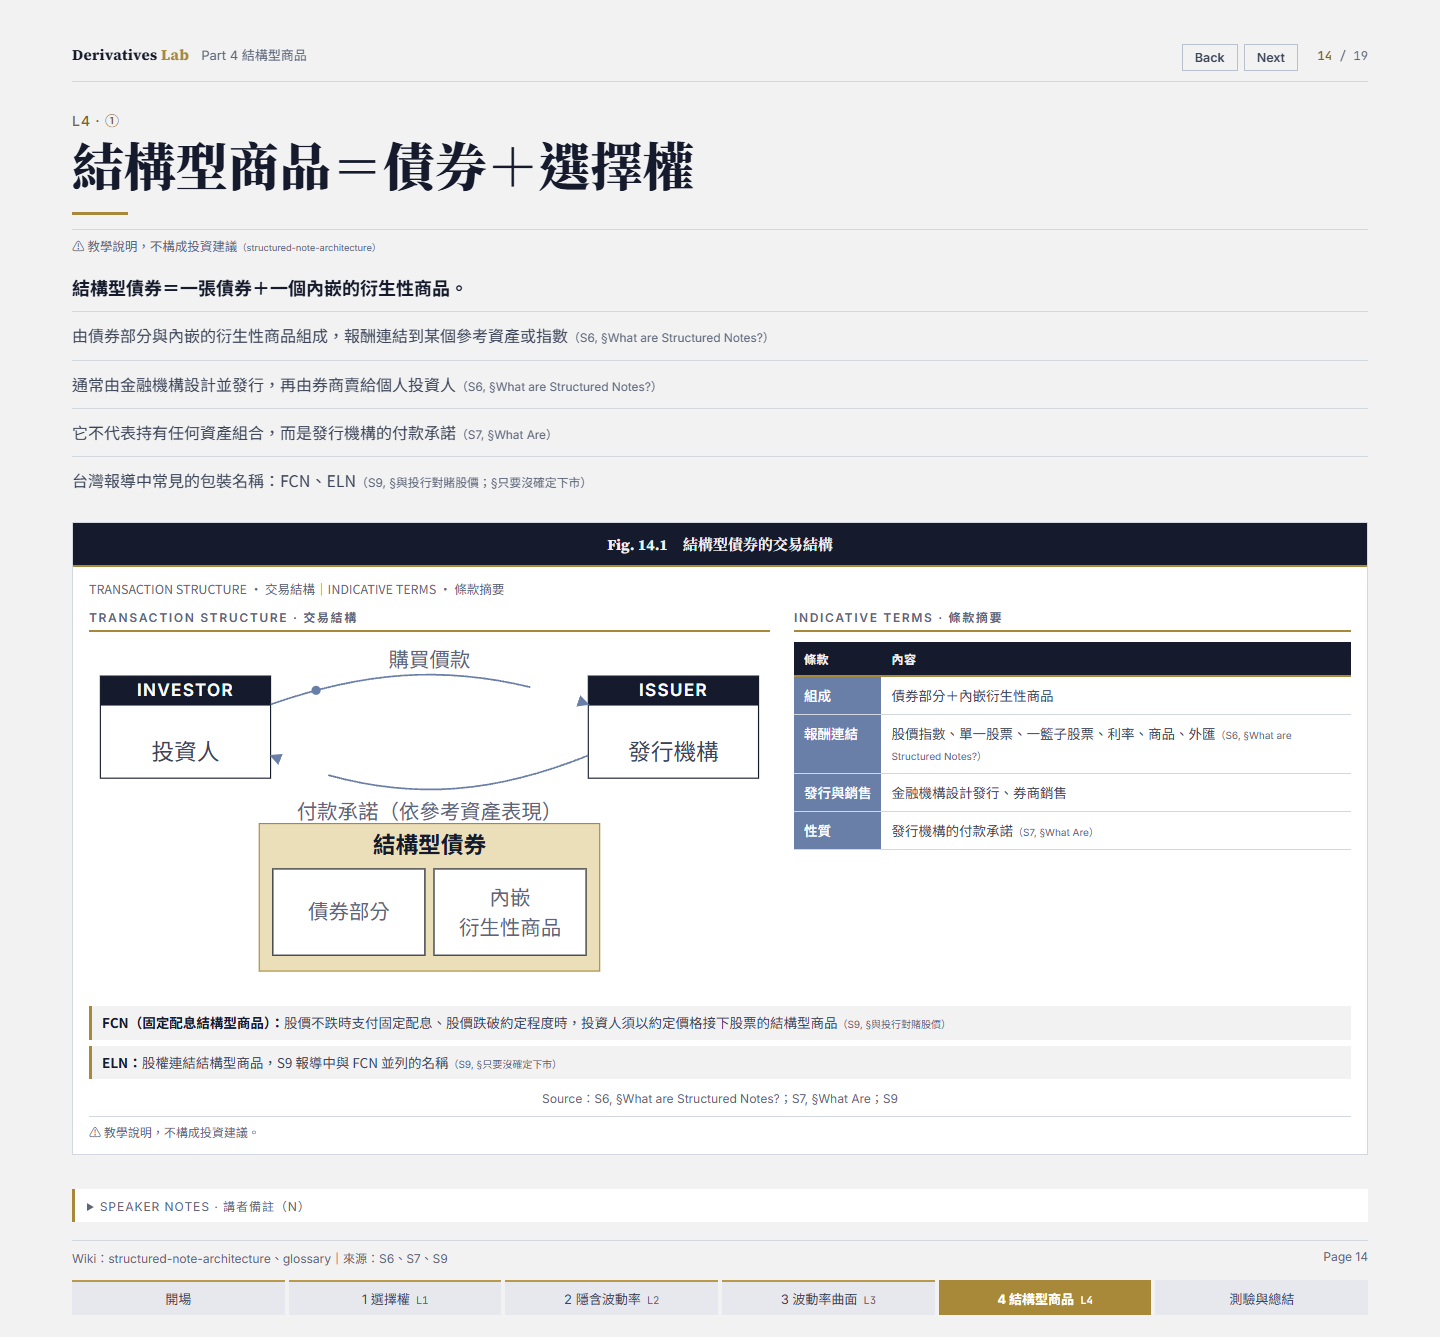 Derivatives Lab Part 4 結構型商品
Back Next 14 / 19
L4 · ①
結構型商品＝債券＋選擇權
⚠ 教學說明，不構成投資建議（structured-note-architecture）
結構型債券＝一張債券＋一個內嵌的衍生性商品。
由債券部分與內嵌的衍生性商品組成，報酬連結到某個參考資產或指數（S6, §What are Structured Notes?）
通常由金融機構設計並發行，再由券商賣給個人投資人（S6, §What are Structured Notes?）
它不代表持有任何資產組合，而是發行機構的付款承諾（S7, §What Are）
台灣報導中常見的包裝名稱：FCN、ELN（S9, §與投行對賭股價；§只要沒確定下市）
Fig. 14.1 結構型債券的交易結構
TRANSACTION STRUCTURE · 交易結構｜INDICATIVE TERMS · 條款摘要
TRANSACTION STRUCTURE · 交易結構
購買價款
INVESTOR
投資人
ISSUER
發行機構
付款承諾（依參考資產表現）
結構型債券
債券部分
內嵌
衍生性商品
INDICATIVE TERMS · 條款摘要
條款 內容
組成 債券部分＋內嵌衍生性商品
報酬連結 股價指數、單一股票、一籃子股票、利率、商品、外匯（S6, §What are
Structured Notes?）
發行與銷售 金融機構設計發行、券商銷售
性質 發行機構的付款承諾（S7, §What Are）
FCN（固定配息結構型商品）：股價不跌時支付固定配息、股價跌破約定程度時，投資人須以約定價格接下股票的結構型商品（S9, §與投行對賭股價）
ELN：股權連結結構型商品，S9 報導中與 FCN 並列的名稱（S9, §只要沒確定下市）
Source：S6, §What are Structured Notes?；S7, §What Are；S9
⚠ 教學說明，不構成投資建議。
▶ SPEAKER NOTES · 講者備註（N）
Wiki：structured-note-architecture、glossary｜來源：S6、S7、S9
Page 14
開場
1 選擇權 L1
2 隱含波動率 L2
3 波動率曲面 L3
4 結構型商品 L4
測驗與總結